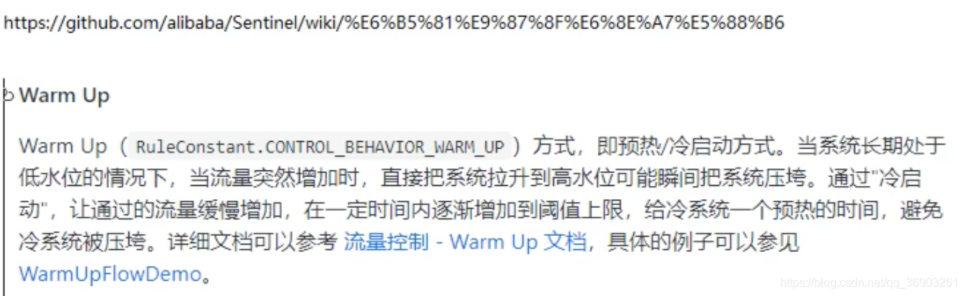 https://github.com/alibaba/Sentinel/wiki/%E6%B5%81%E9%87%8F%E6%8E%A7%E5%88%B6
Warm Up
Warm Up（RuleConstant.CONTROL_BEHAVIOR_WARM_UP）方式，即预热/冷启动方式。当系统长期处于
低水位的情况下，当流量突然增加时，直接把系统拉升到高水位可能瞬间把系统压垮。通过"冷启
动"，让通过的流量缓慢增加，在一定时间内逐渐增加到阈值上限，给冷系统一个预热的时间，避免
冷系统被压垮。详细文档可以参考 流量控制 - Warm Up 文档，具体的例子可以参见
WarmUpFlowDemo。
https://blog.csdn.net/qq_36903261